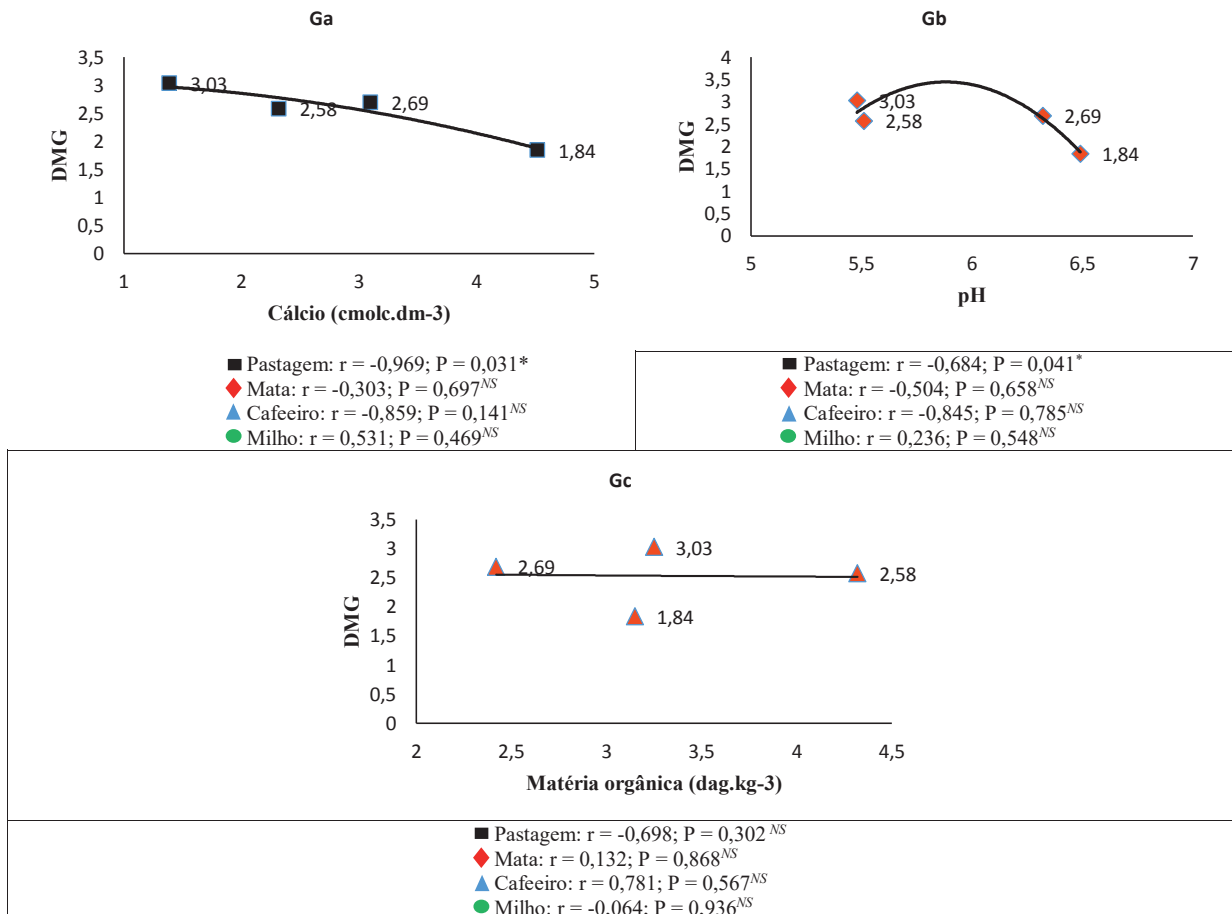 Ga
3,5
3
2,5
2
1,5
1
0,5
0
DMG
3,03
2,58
2,69
1,84
1
2
3
4
5
Cálcio (cmolc.dm-3)
Pastagem: r = -0,969; P = 0,031*
Mata: r = -0,303; P = 0,697NS
Cafeeiro: r = -0,859; P = 0,141NS
Milho: r = 0,531; P = 0,469NS
Gb
4
3,5
3
2,5
2
1,5
1
0,5
0
DMG
3,03
2,58
2,69
1,84
5
5,5
6
6,5
7
pH
Pastagem: r = -0,684; P = 0,041*
Mata: r = -0,504; P = 0,658NS
Cafeeiro: r = -0,845; P = 0,785NS
Milho: r = 0,236; P = 0,548NS
Gc
3,5
3
2,5
2
1,5
1
0,5
0
DMG
2,69
3,03
1,84
2,58
2
2,5
3
3,5
4
4,5
Matéria orgânica (dag.kg-3)
Pastagem: r = -0,698; P = 0,302 NS
Mata: r = 0,132; P = 0,868NS
Cafeeiro: r = 0,781; P = 0,567NS
Milho: r = -0,064; P = 0,936NS